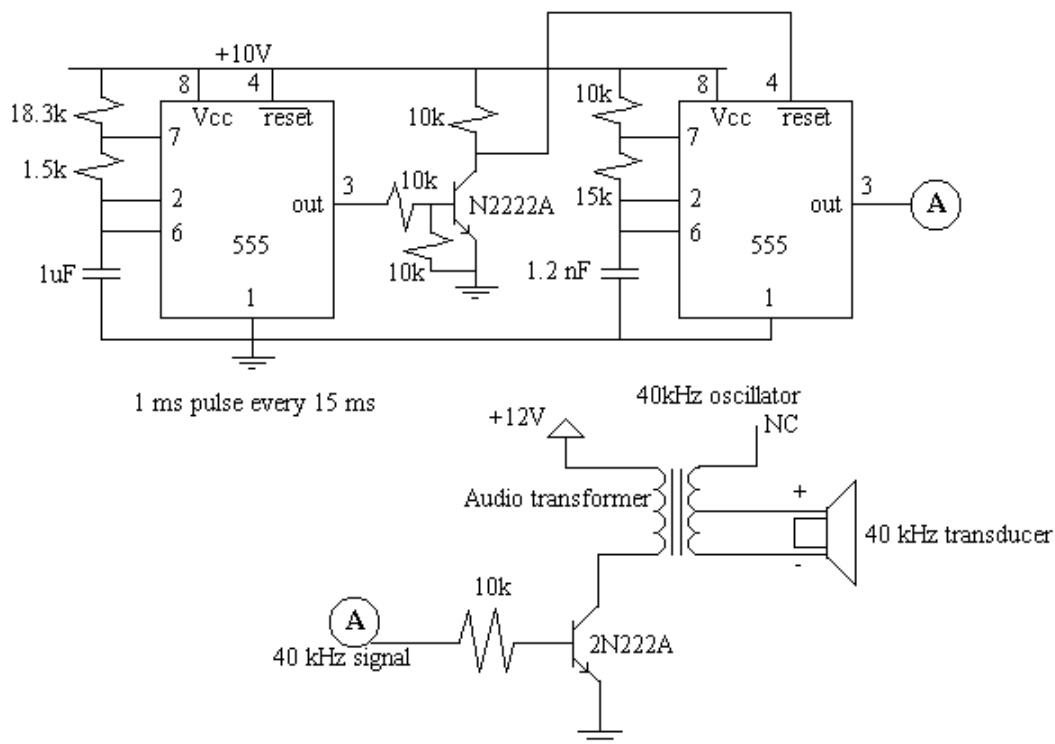 +10V
8
4
8
4
18.3k
Vcc
reset
10k
10k
Vcc
reset
7
7
1.5k
10k
3
3
2
out
N2222A
15k
2
out
A
6
6
555
10k
555
1uF
1.2 nF
1
1
1 ms pulse every 15 ms
40kHz oscillator
+12V
NC
Audio transformer
+
40 kHz transducer
-
10k
A
2N222A
40 kHz signal